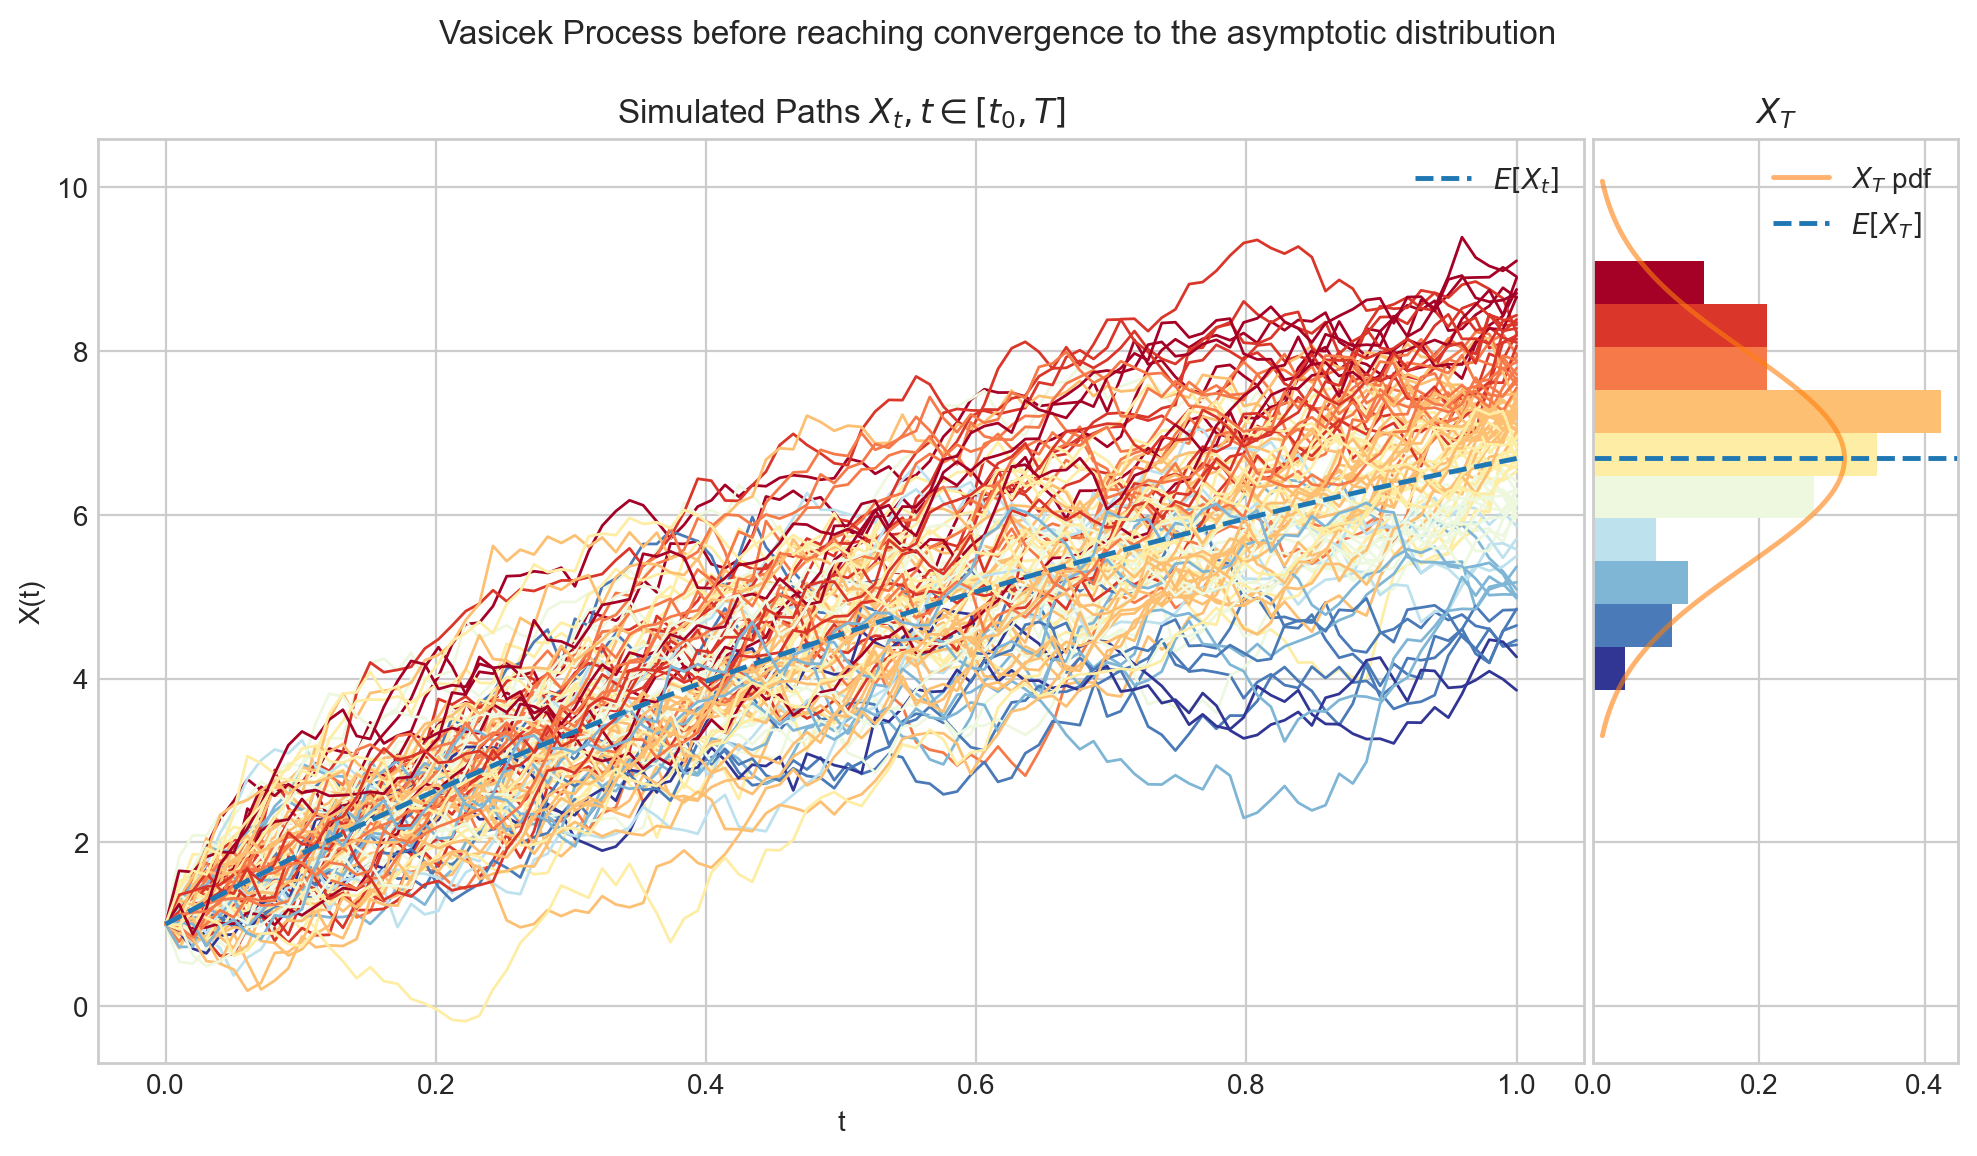 Vasicek Process before reaching convergence to the asymptotic distribution
Simulated Paths $X_t, t \in [t_0, T]$
$X_T$
10
8
6
4
2
0
X(t)
$E[X_t]$
$X_T$ pdf
$E[X_T]$
0.0 0.2 0.4 0.6 0.8 1.0
0.0 0.2 0.4
t